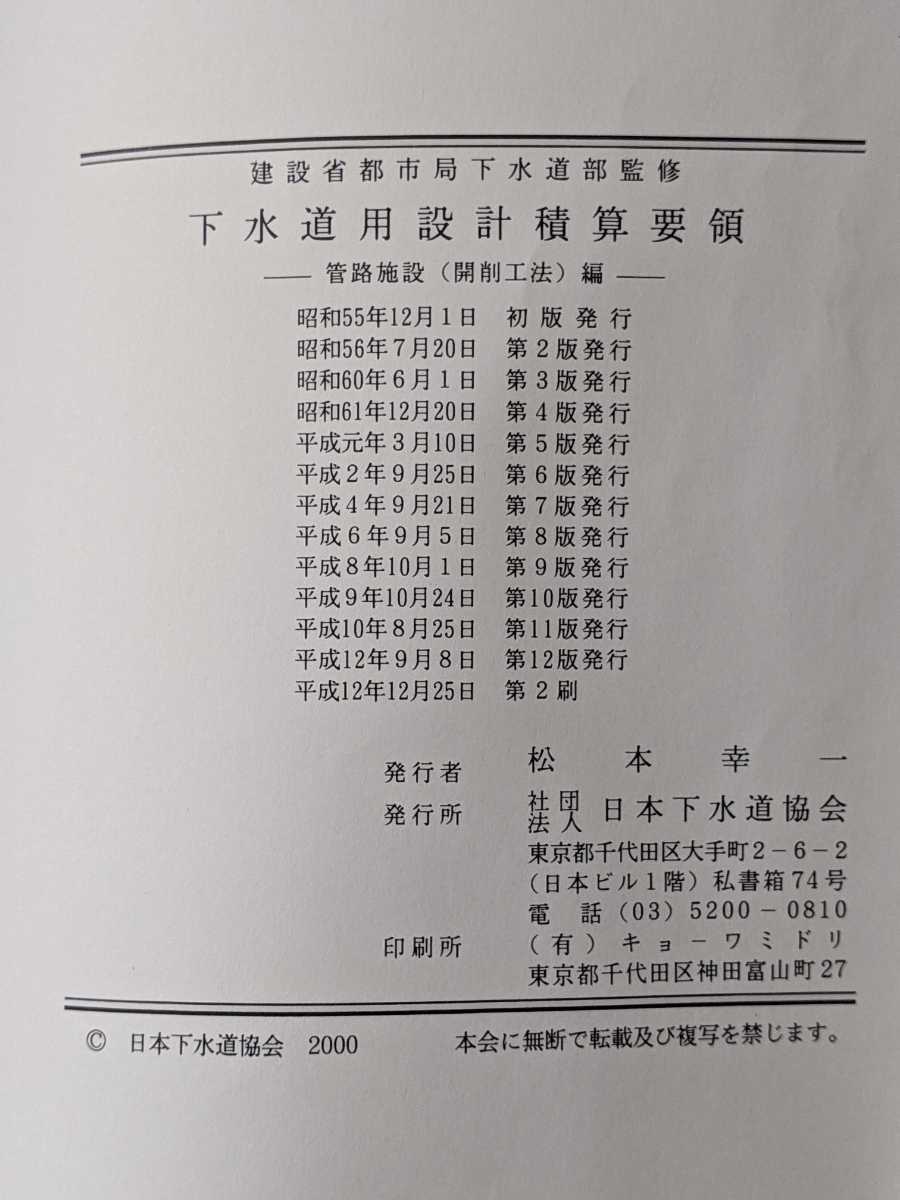 建設省都市局下水道部監修
下水道用設計積算要領
―― 管路施設（開削工法）編 ――
昭和55年12月1日　初版発行
昭和56年7月20日　第2版発行
昭和60年6月1日　第3版発行
昭和61年12月20日　第4版発行
平成元年3月10日　第5版発行
平成2年9月25日　第6版発行
平成4年9月21日　第7版発行
平成6年9月5日　第8版発行
平成8年10月1日　第9版発行
平成9年10月24日　第10版発行
平成10年8月25日　第11版発行
平成12年9月8日　第12版発行
平成12年12月25日　第2刷
発行者　松本幸一
発行所　社団法人　日本下水道協会
東京都千代田区大手町2－6－2
（日本ビル1階）私書箱74号
電　話（03）5200－0810
印刷所　（有）キョーワミドリ
東京都千代田区神田富山町27
© 日本下水道協会　2000　本会に無断で転載及び複写を禁じます。